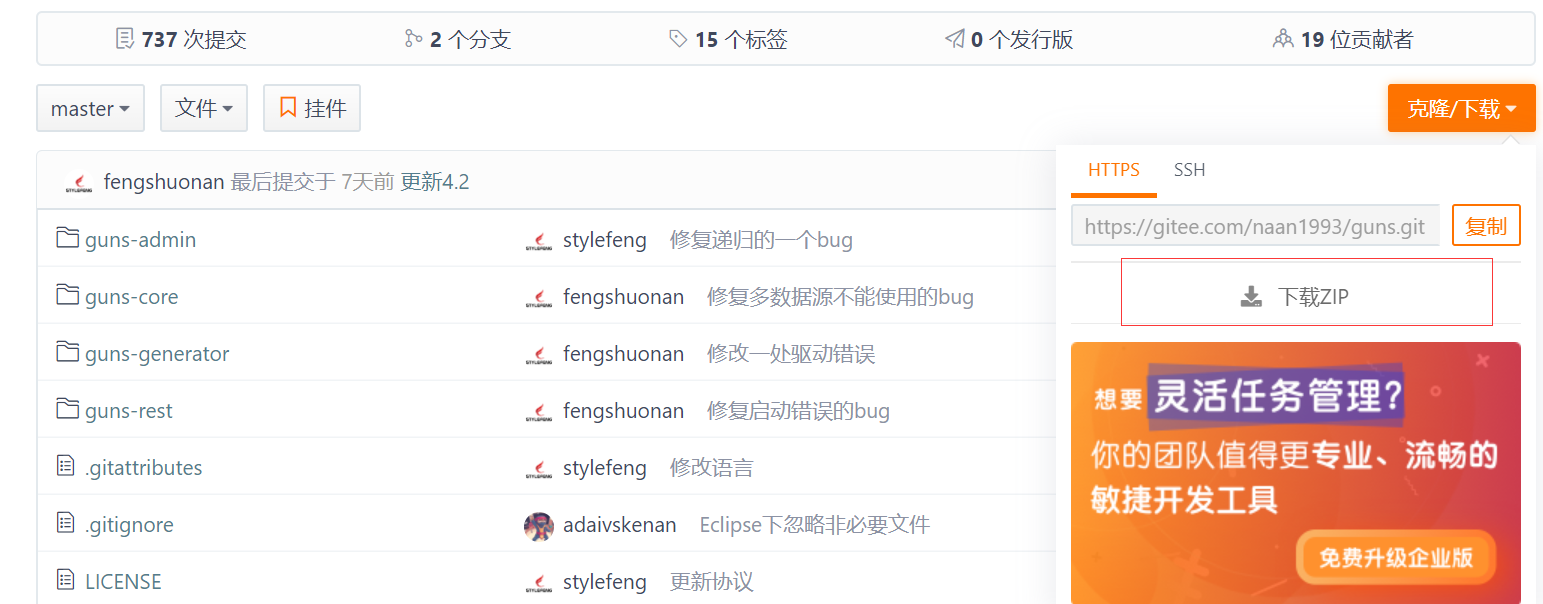 737 次提交 2 个分支 15 个标签 0 个发行版 19 位贡献者
master 文件 挂件 克隆/下载
fengshuonan 最后提交于 7天前 更新4.2
guns-admin stylefeng 修复递归的一个bug
guns-core fengshuonan 修复多数据源不能使用的bug
guns-generator fengshuonan 修改一处驱动错误
guns-rest fengshuonan 修复启动错误的bug
.gitattributes stylefeng 修改语言
.gitignore adaivskenan Eclipse下忽略非必要文件
LICENSE stylefeng 更新协议
HTTPS SSH
https://gitee.com/naan1993/guns.git 复制
下载ZIP
想要 灵活任务管理?
你的团队值得更专业、流畅的
敏捷开发工具
免费升级企业版